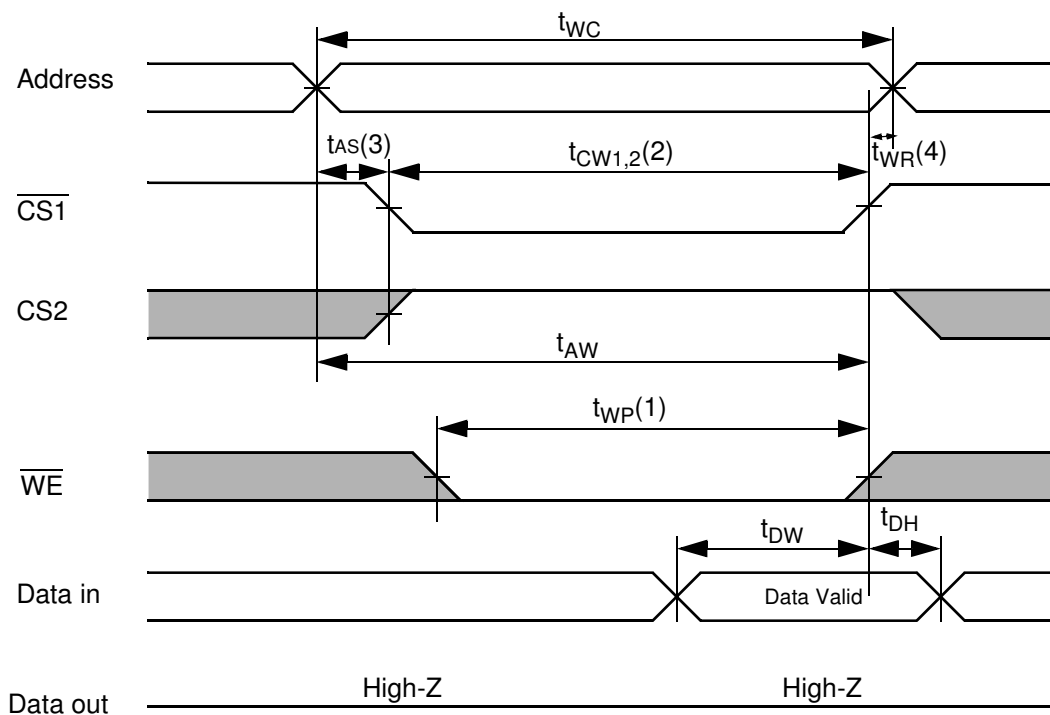 tWC
Address
tAS(3)
tCW1,2(2)
tWR(4)
CS1
CS2
tAW
tWP(1)
WE
tDW
tDH
Data in
Data Valid
High-Z
High-Z
Data out